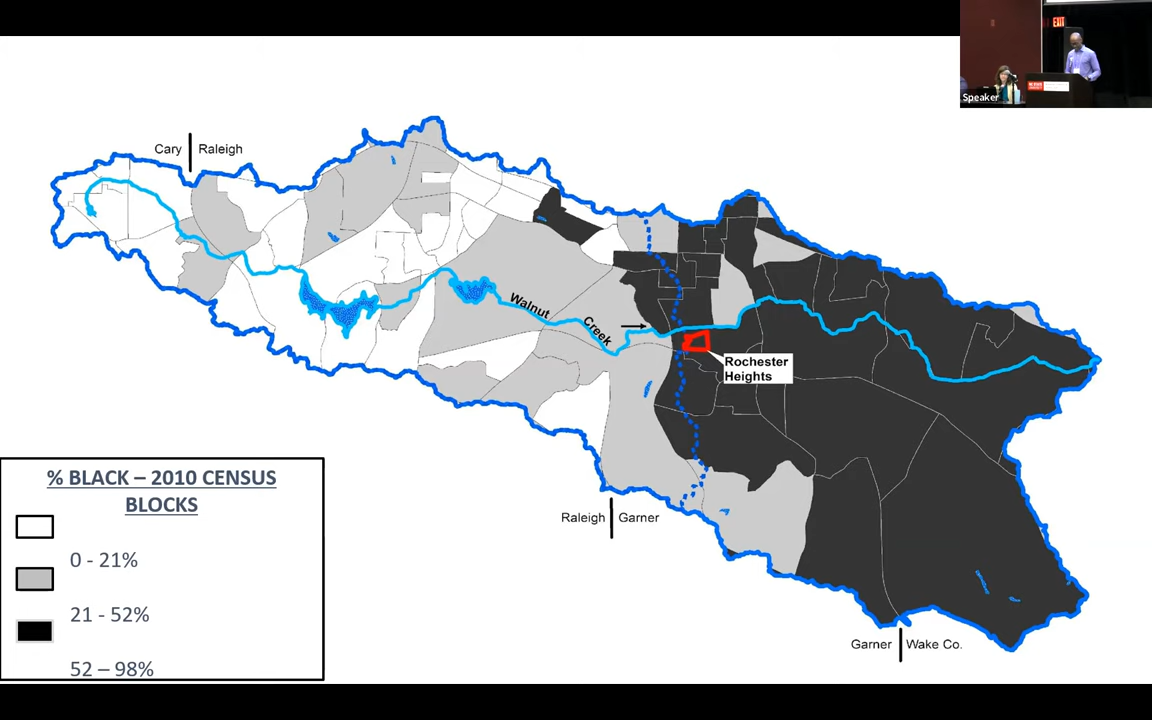 EXIT
Speaker
Cary Raleigh
Walnut
Creek
Rochester
Heights
% BLACK – 2010 CENSUS
BLOCKS
0 - 21%
21 - 52%
52 – 98%
Raleigh Garner
Garner Wake Co.